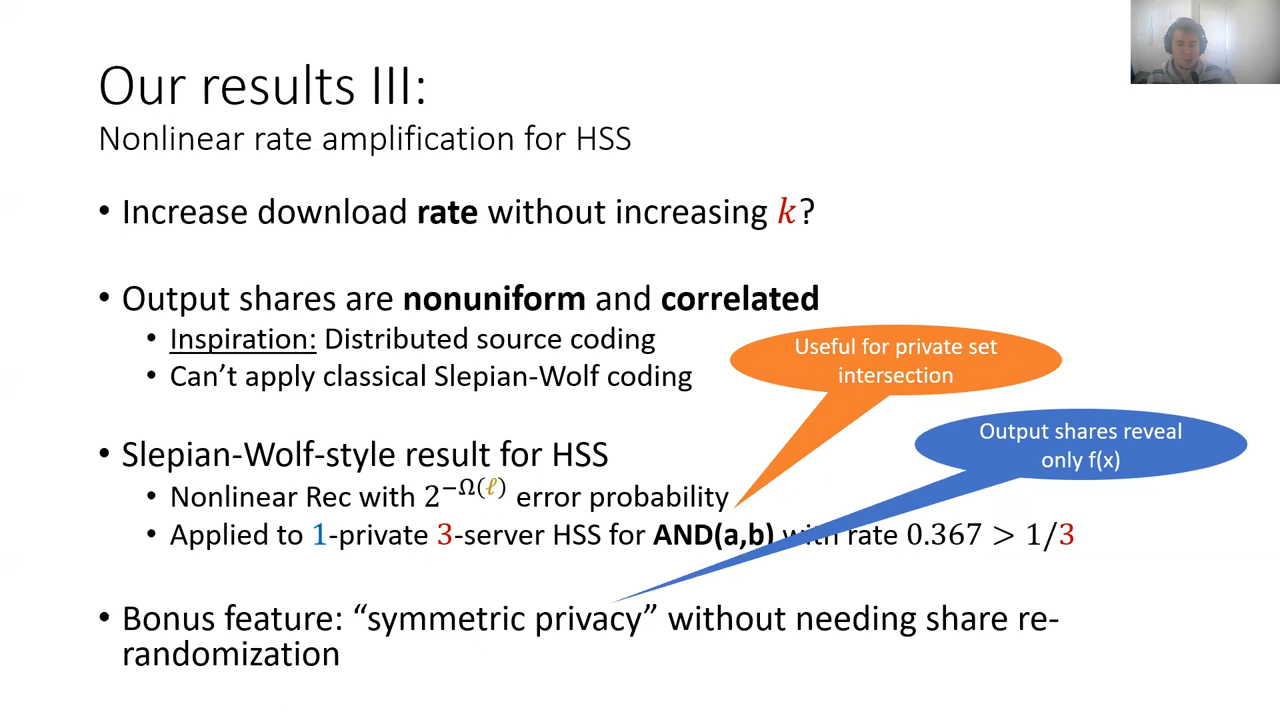 Our results III:
Nonlinear rate amplification for HSS
• Increase download rate without increasing k?
• Output shares are nonuniform and correlated
• Inspiration: Distributed source coding
• Can't apply classical Slepian-Wolf coding
Useful for private set
intersection
Output shares reveal
only f(x)
• Slepian-Wolf-style result for HSS
• Nonlinear Rec with 2^{−Ω(ℓ)} error probability
• Applied to 1-private 3-server HSS for AND(a,b) with rate 0.367 > 1/3
• Bonus feature: “symmetric privacy” without needing share re-
randomization